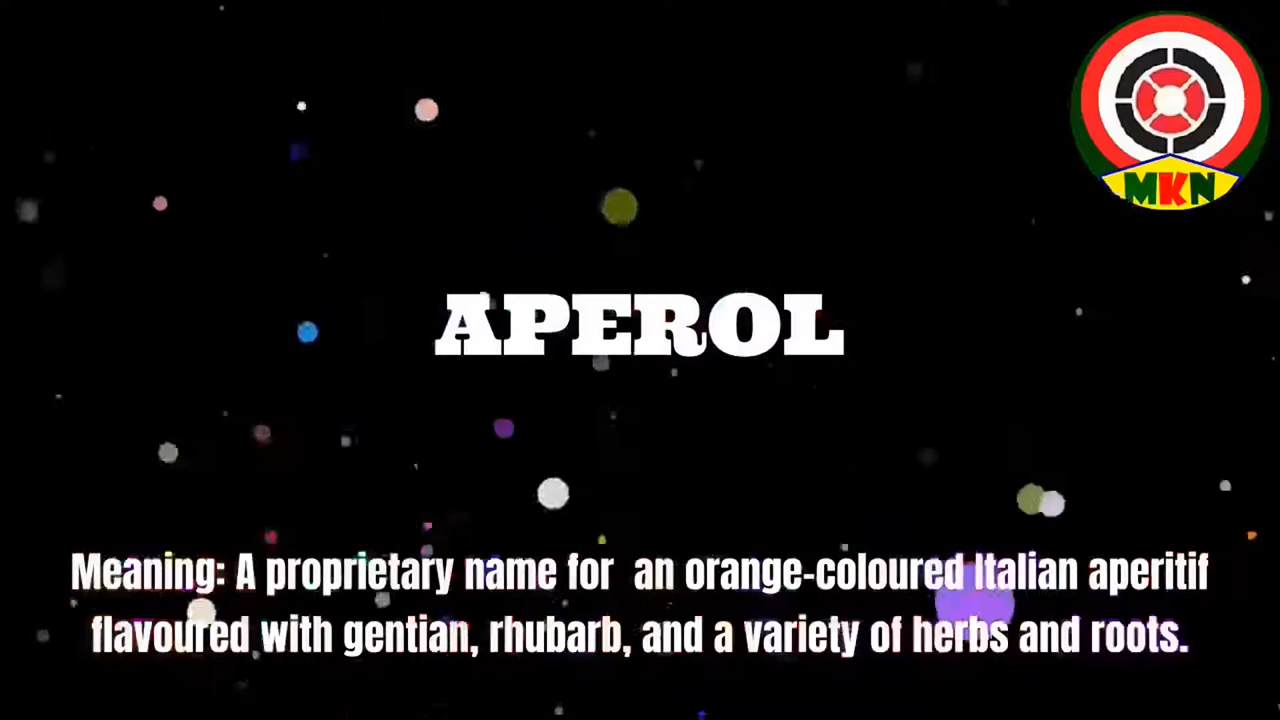 MKN
APEROL
Meaning: A proprietary name for an orange-coloured Italian aperitif
flavoured with gentian, rhubarb, and a variety of herbs and roots.